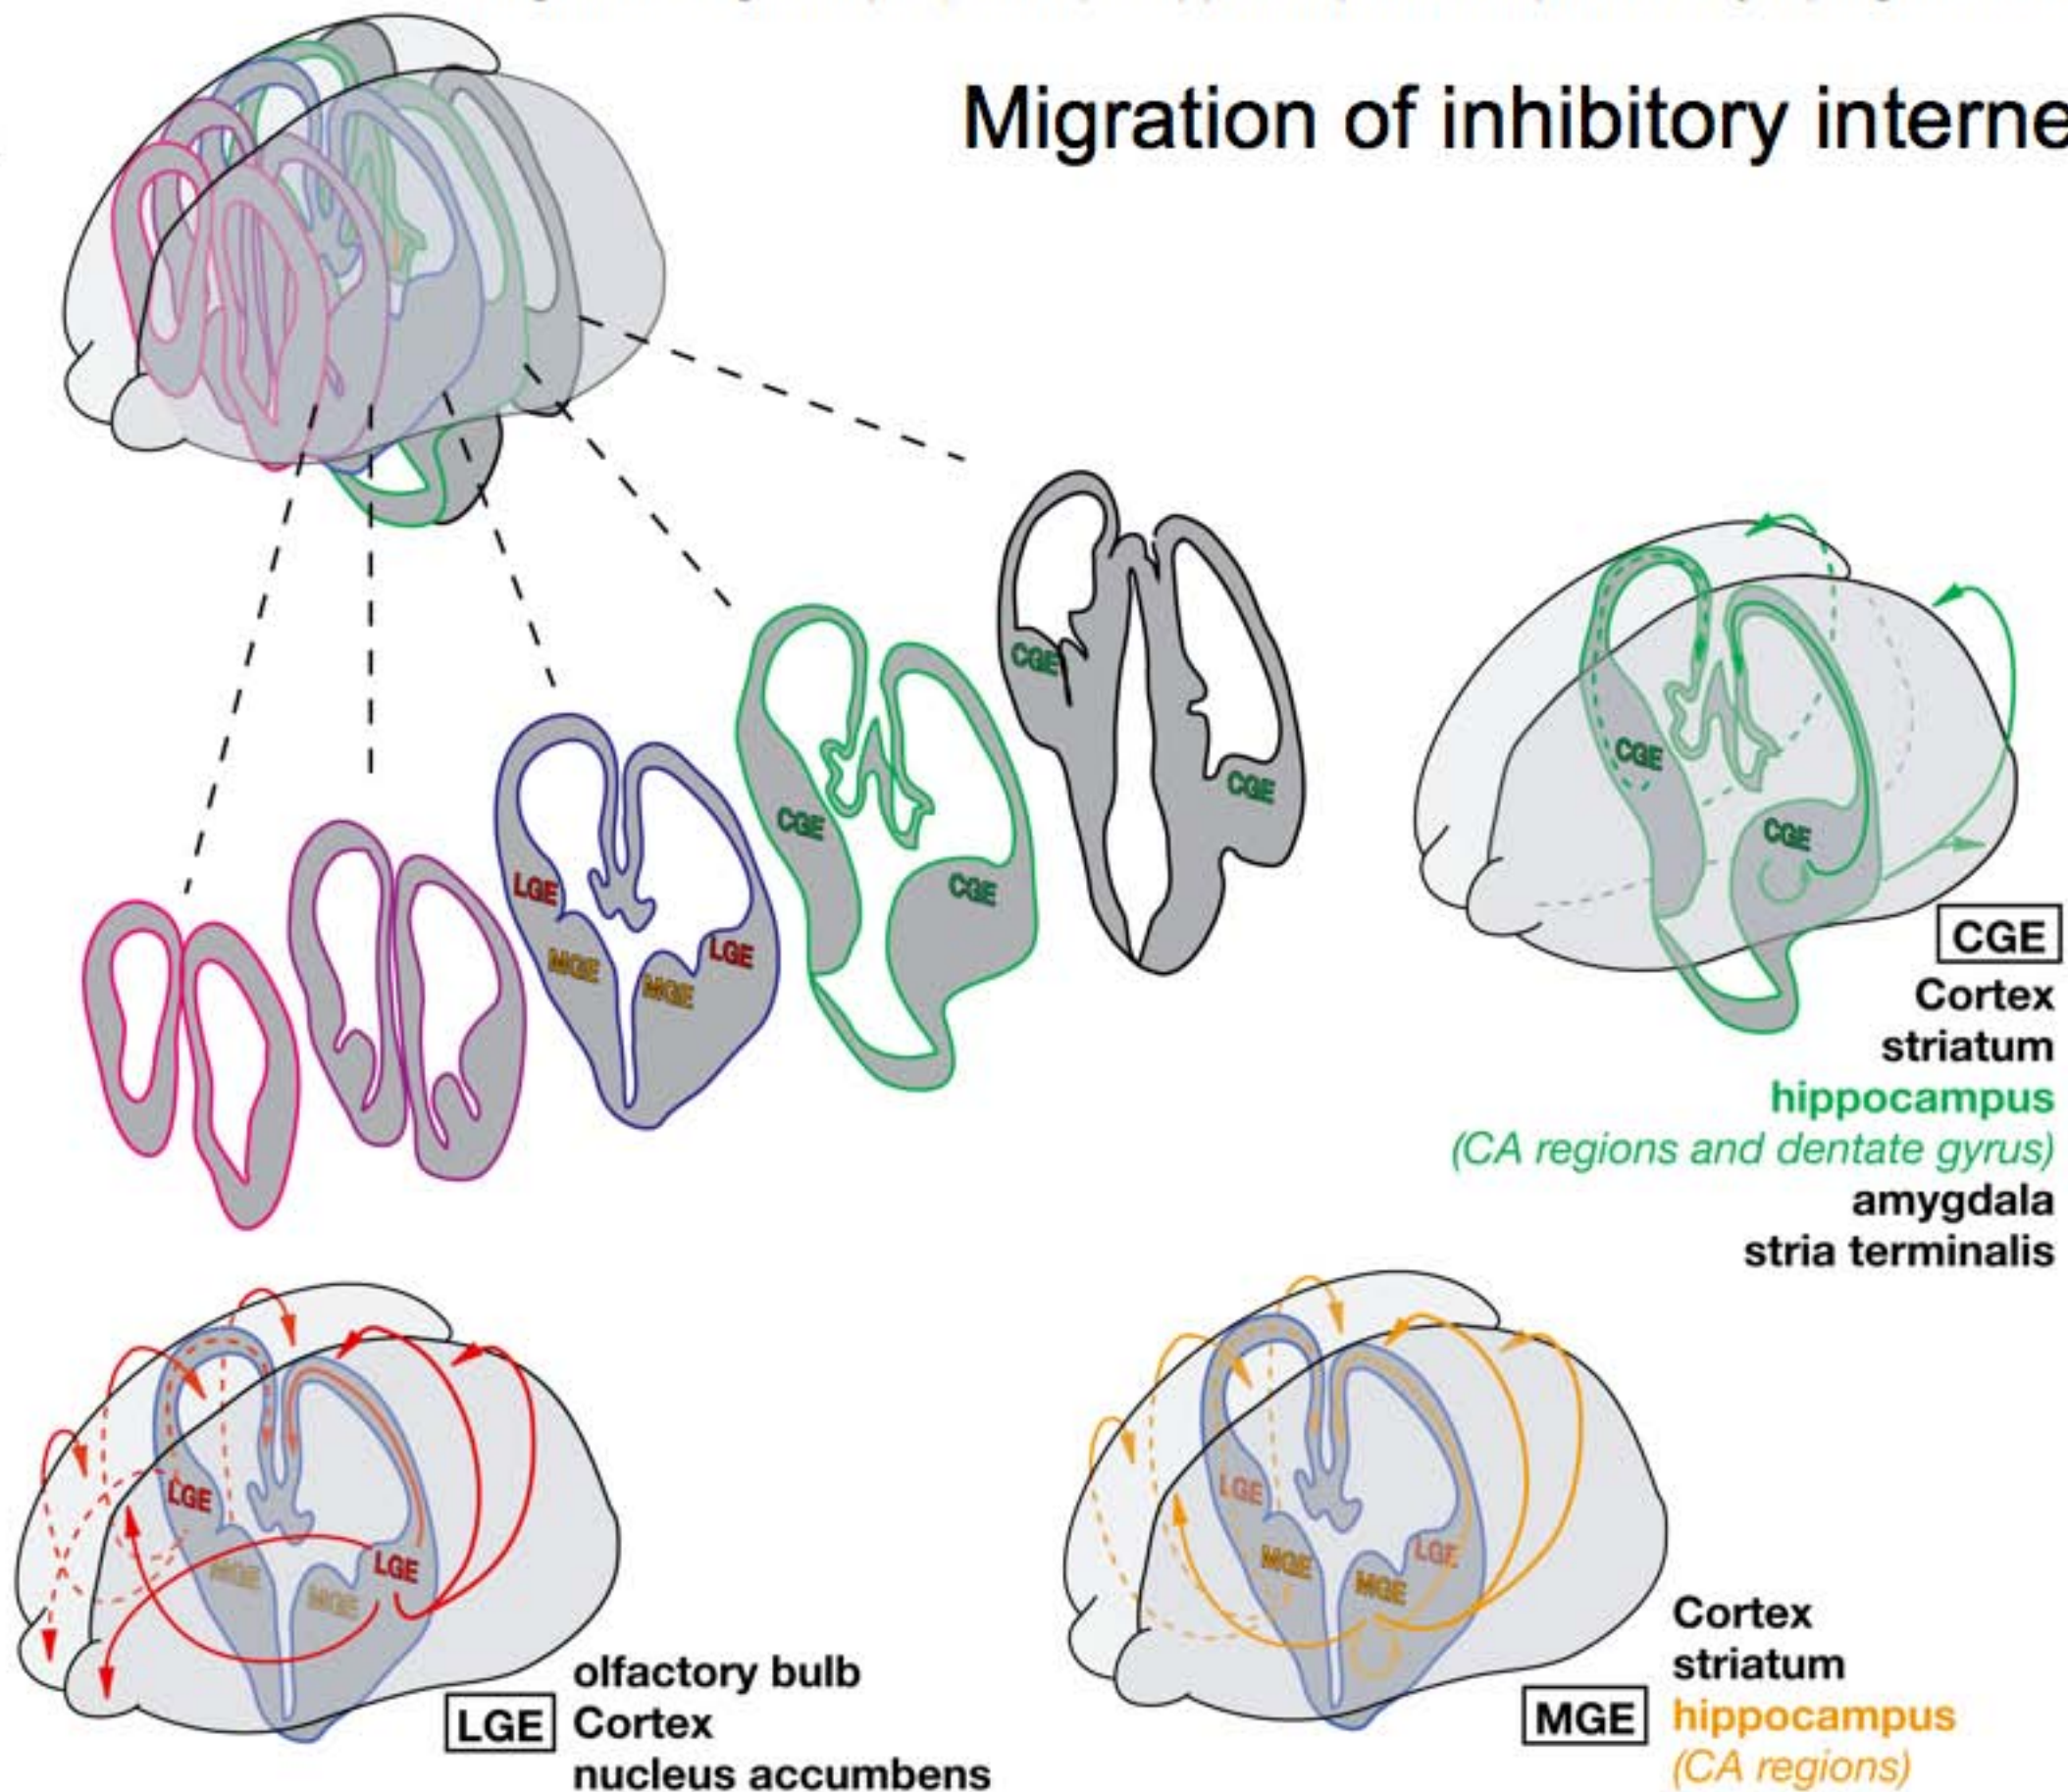 Migration of inhibitory interne
CGE
CGE
CGE
CGE
LGE
LGE
MGE
MGE
CGE
CGE
CGE
Cortex
striatum
hippocampus
(CA regions and dentate gyrus)
amygdala
stria terminalis
LGE
MGE
MGE
LGE
LGE
olfactory bulb
Cortex
nucleus accumbens
LGE
MGE
MGE
LGE
MGE
Cortex
striatum
hippocampus
(CA regions)